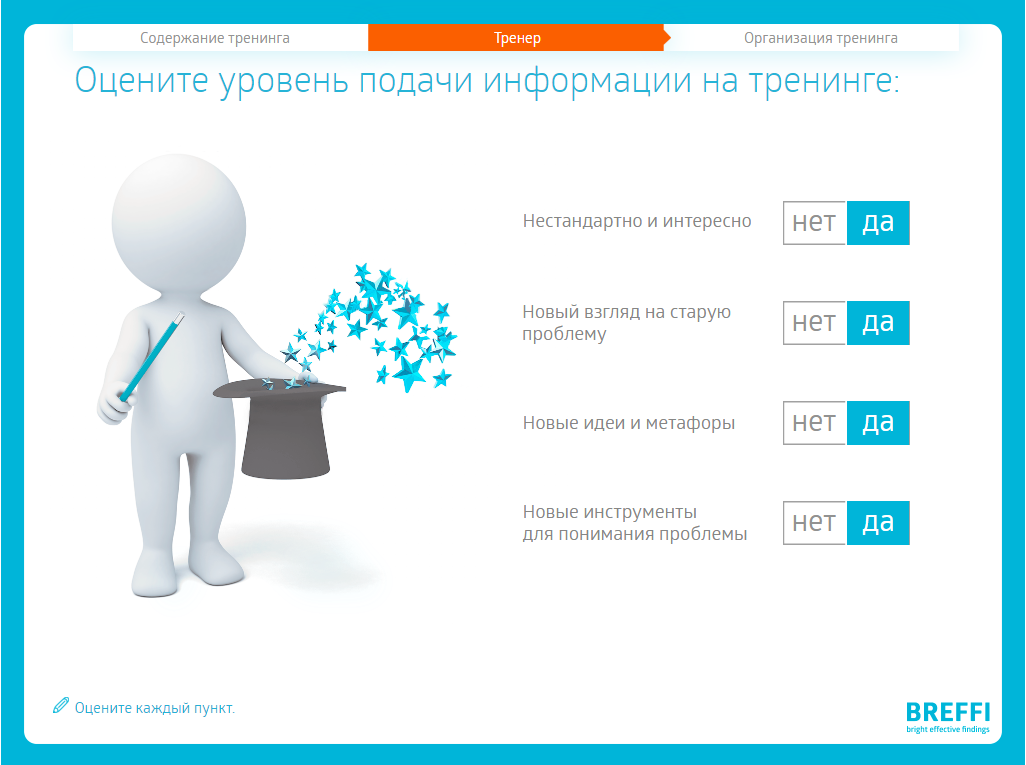 Содержание тренинга
Тренер
Организация тренинга
Оцените уровень подачи информации на тренинге:
Нестандартно и интересно
нет да
Новый взгляд на старую
проблему
нет да
Новые идеи и метафоры
нет да
Новые инструменты
для понимания проблемы
нет да
Оцените каждый пункт.
BREFFI
bright effective findings